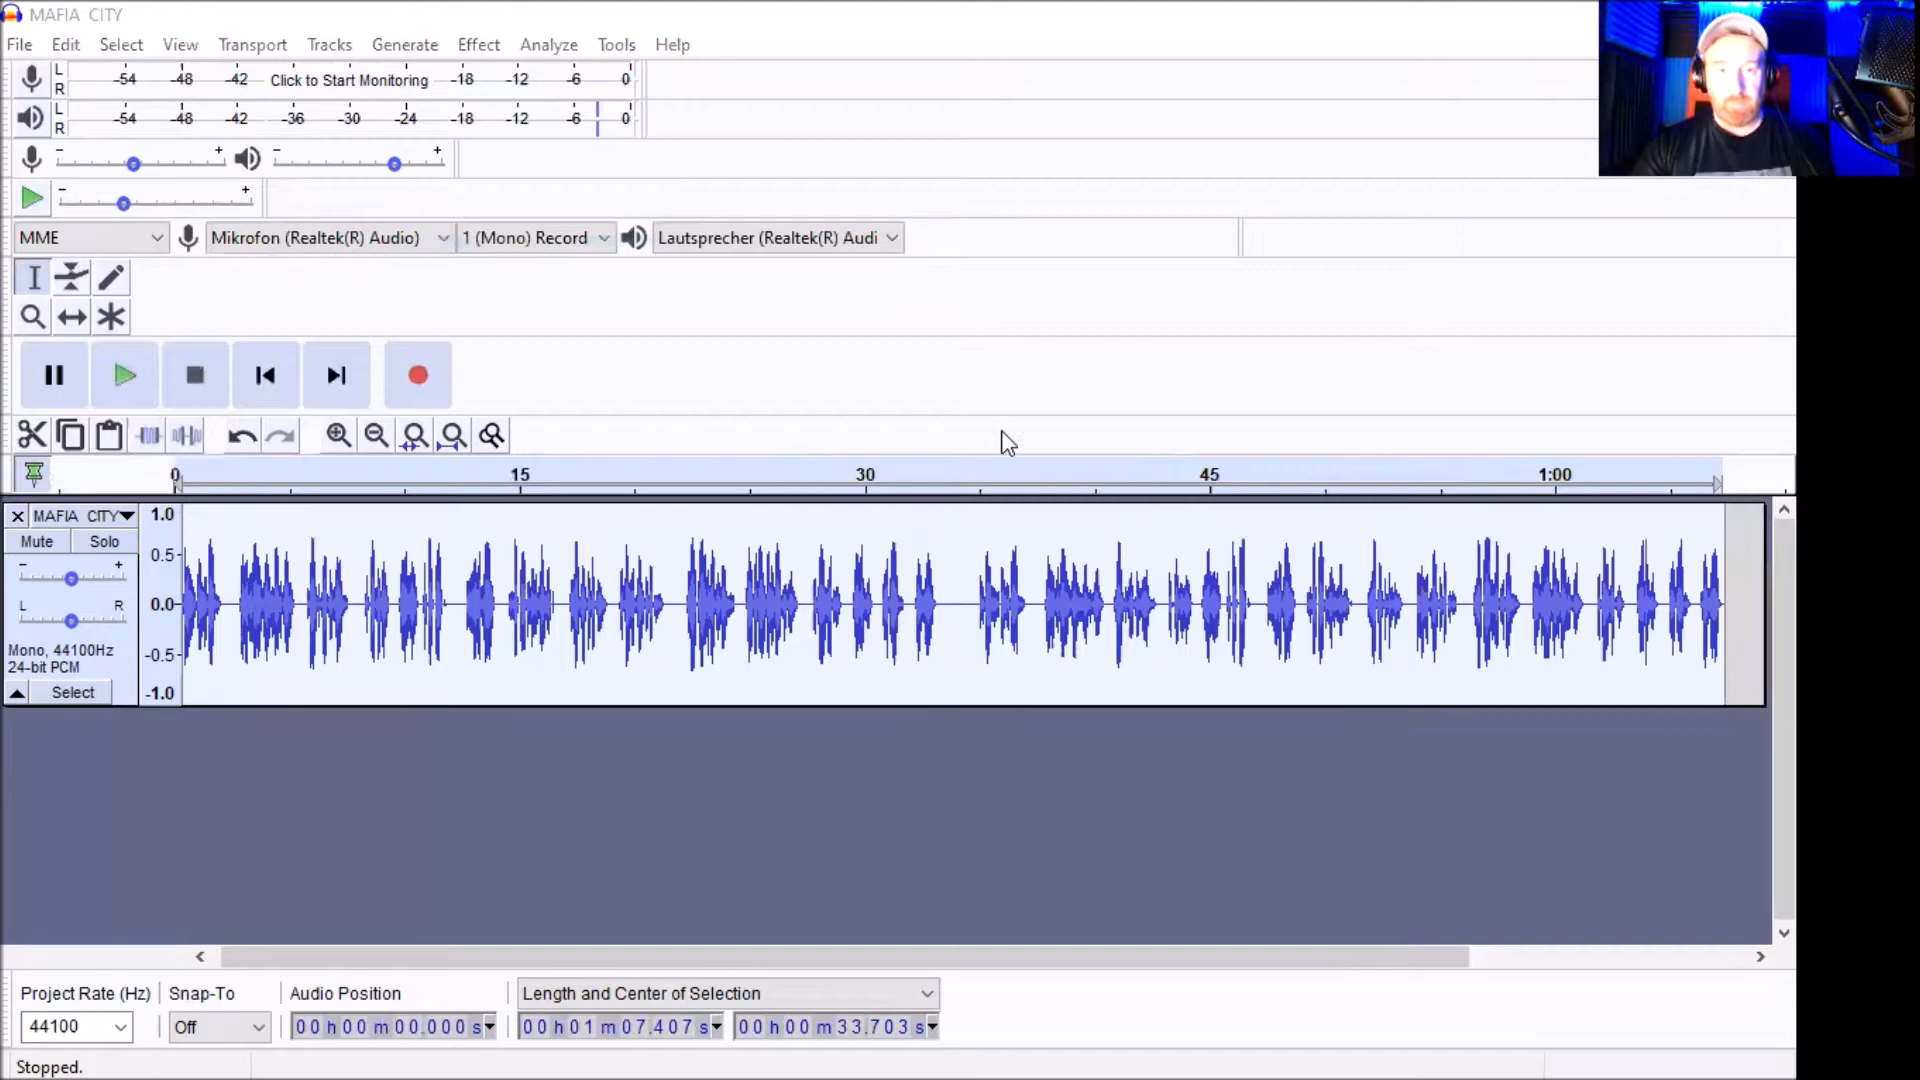 MAFIA CITY
File Edit Select View Transport Tracks Generate Effect Analyze Tools Help
L R -54 -48 -42 Click to Start Monitoring -18 -12 -6 0
L R -54 -48 -42 -36 -30 -24 -18 -12 -6 0
- + - +
- +
MME Mikrofon (Realtek(R) Audio) 1 (Mono) Record Lautsprecher (Realtek(R) Audi
0 15 30 45 1:00
MAFIA CITY
Mute Solo
- +
L R
Mono, 44100Hz
24-bit PCM
Select
1.0
0.5-
0.0-
-0.5-
-1.0
Project Rate (Hz) Snap-To Audio Position Length and Center of Selection
44100 Off 00 h 00 m 00.000 s 00 h 01 m 07.407 s 00 h 00 m 33.703 s
Stopped.